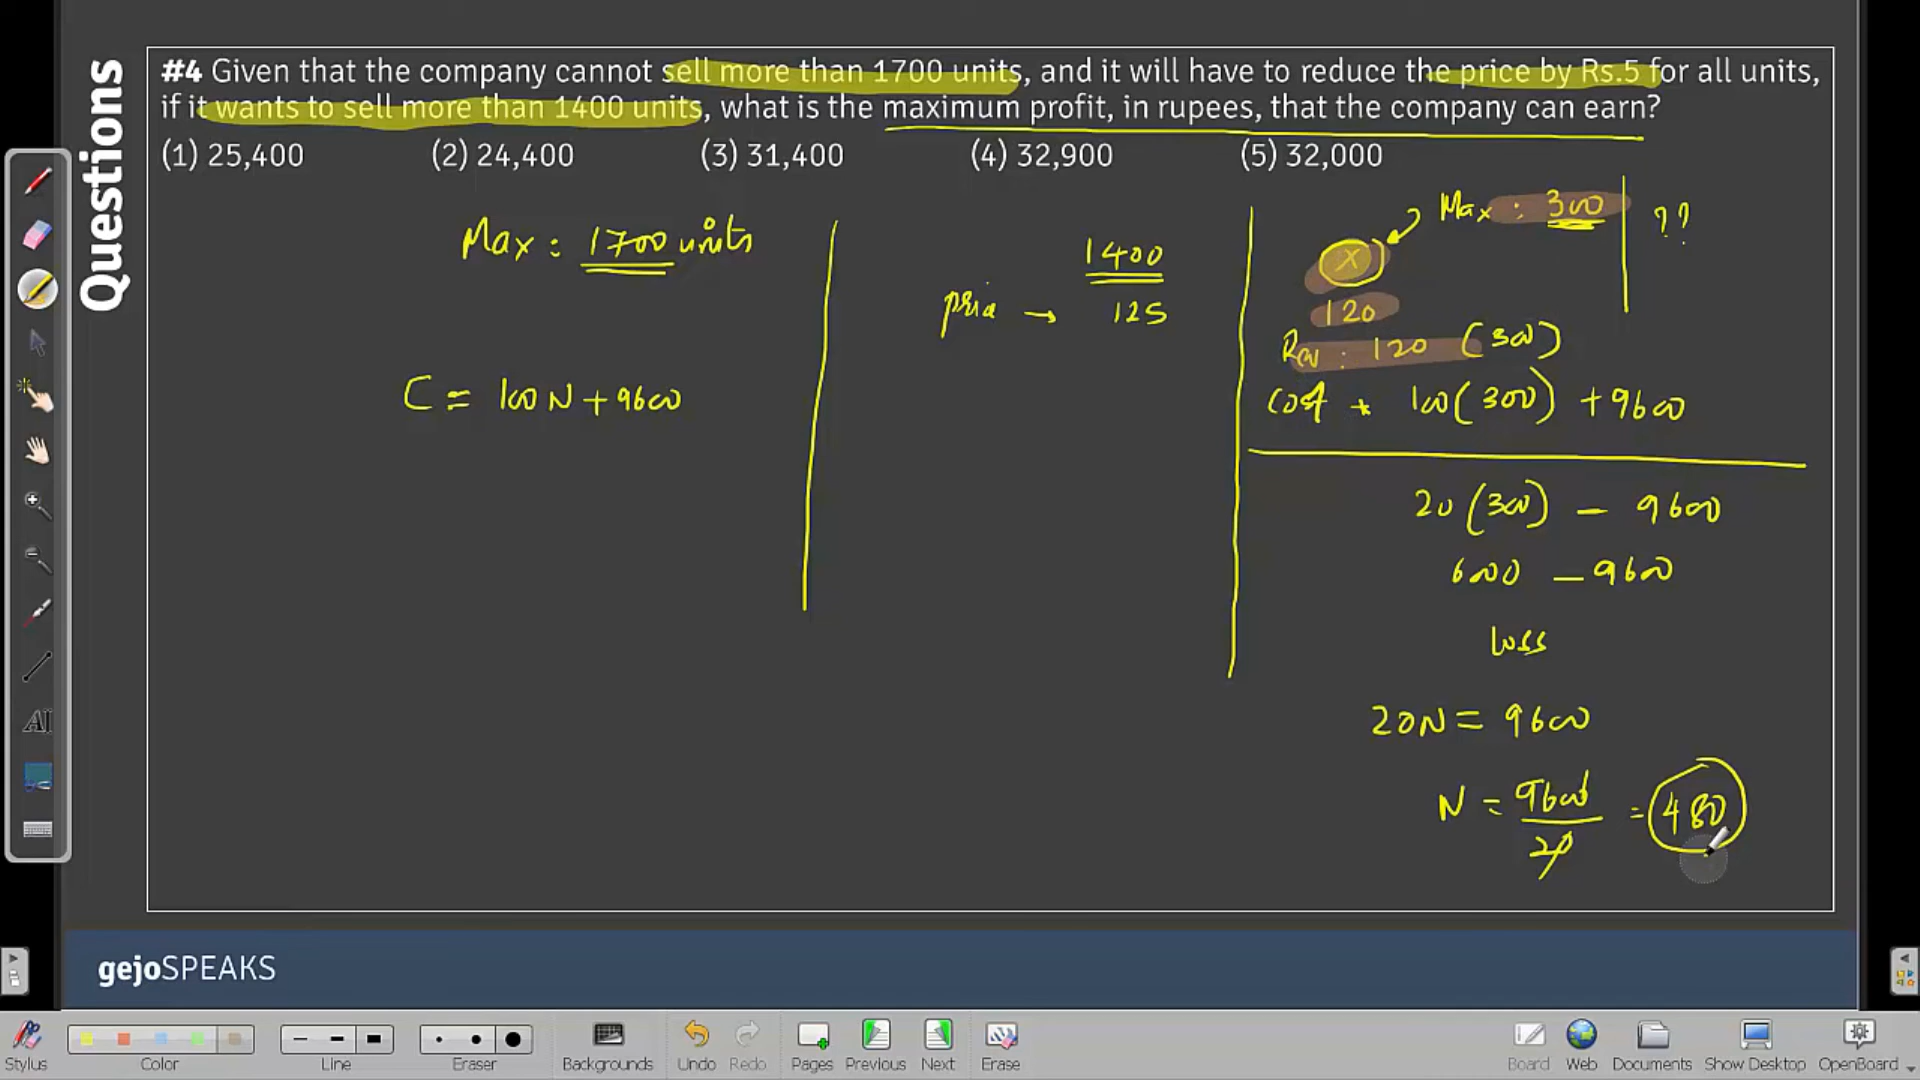 Questions
#4 Given that the company cannot sell more than 1700 units, and it will have to reduce the price by Rs.5 for all units,
if it wants to sell more than 1400 units, what is the maximum profit, in rupees, that the company can earn?
(1) 25,400 (2) 24,400 (3) 31,400 (4) 32,900 (5) 32,000
Max : 1700 units
C = 100N + 9600
1400
price → 125
Max : 300
??
X
120
Rev : 120 (300)
cost → 100(300) + 9600
20 (300) - 9600
6000 - 9600
loss
20N = 9600
N = 9600
20
= 480
gejoSPEAKS
AI
Stylus Color Line Eraser Backgrounds Undo Redo Pages Previous Next Erase Board Web Documents Show Desktop OpenBoard